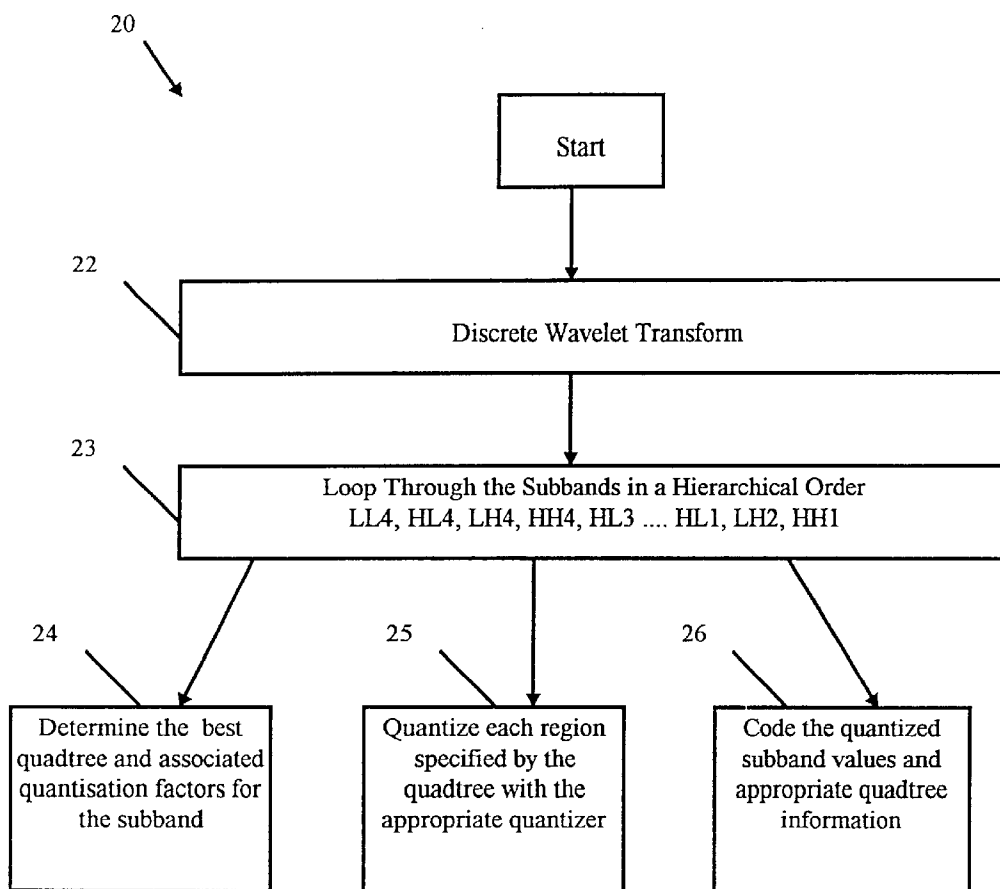 20
Start
22
Discrete Wavelet Transform
23
Loop Through the Subbands in a Hierarchical Order
LL4, HL4, LH4, HH4, HL3 .... HL1, LH2, HH1
24
Determine the best
quadtree and associated
quantisation factors for
the subband
25
Quantize each region
specified by the
quadtree with the
appropriate quantizer
26
Code the quantized
subband values and
appropriate quadtree
information